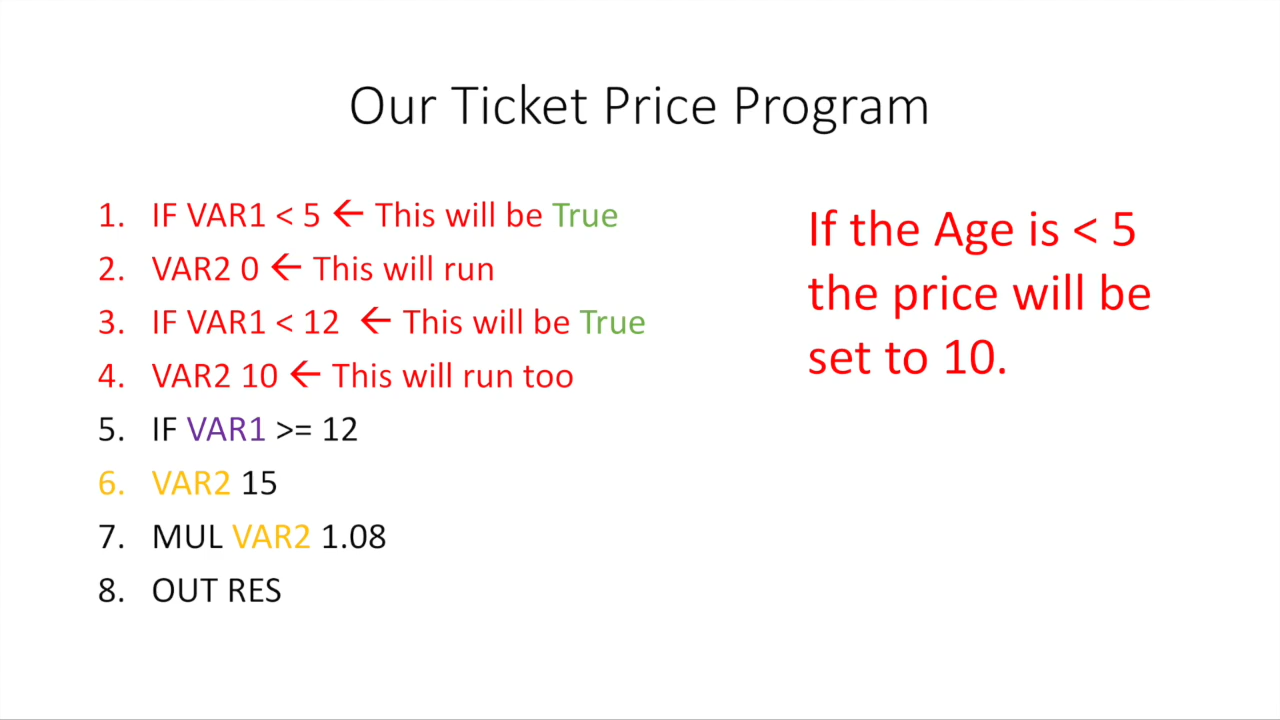 Our Ticket Price Program
1. IF VAR1 < 5 ← This will be True
2. VAR2 0 ← This will run
3. IF VAR1 < 12 ← This will be True
4. VAR2 10 ← This will run too
5. IF VAR1 >= 12
6. VAR2 15
7. MUL VAR2 1.08
8. OUT RES
If the Age is < 5
the price will be
set to 10.